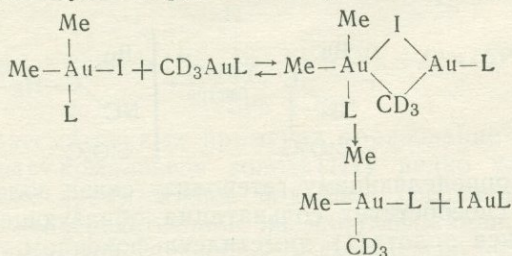 Me Me I
Me—Au—I + CD₃AuL ⇄ Me—Au Au—L
L L CD₃
Me
Me—Au—L + IAuL
CD₃